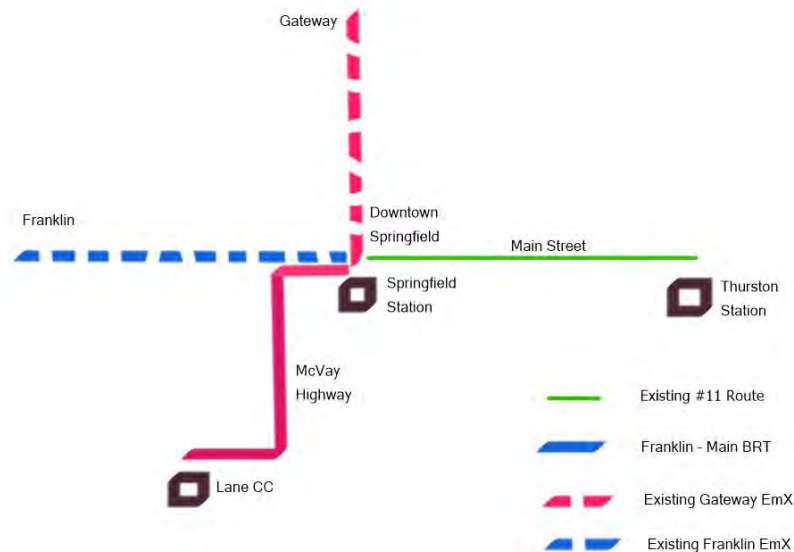 Gateway
Franklin
Downtown
Springfield
Main Street
Springfield
Station
Thurston
Station
McVay
Highway
Existing #11 Route
Franklin - Main BRT
Lane CC
Existing Gateway EmX
Existing Franklin EmX